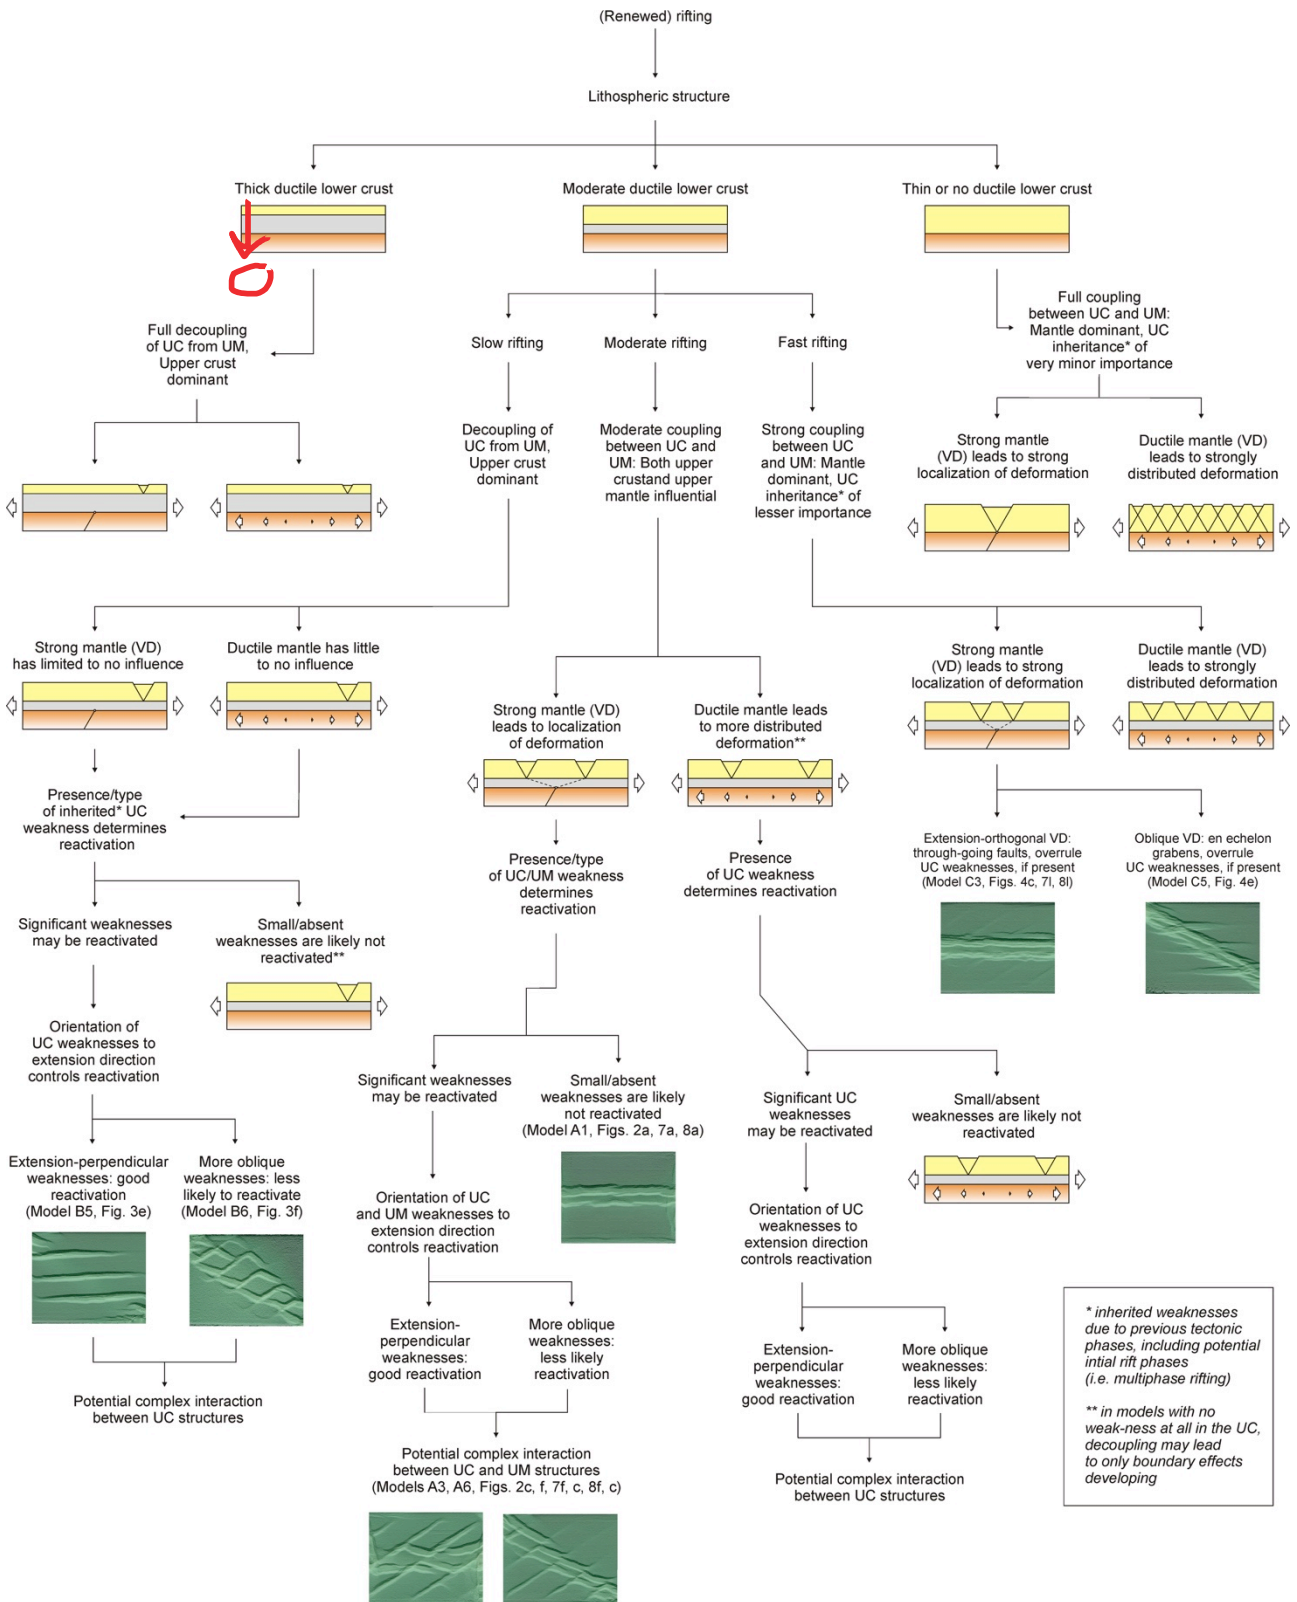 (Renewed) rifting
Lithospheric structure
Thick ductile lower crust
Moderate ductile lower crust
Thin or no ductile lower crust
Full decoupling
of UC from UM,
Upper crust
dominant
Slow rifting
Moderate rifting
Fast rifting
Full coupling
between UC and UM:
Mantle dominant, UC
inheritance* of
very minor importance
Decoupling of
UC from UM,
Upper crust
dominant
Moderate coupling
between UC and
UM: Both upper
crustand upper
mantle influential
Strong coupling
between UC
and UM: Mantle
dominant, UC
inheritance* of
lesser importance
Strong mantle
(VD) leads to strong
localization of deformation
Ductile mantle (VD)
leads to strongly
distributed deformation
Strong mantle (VD)
has limited to no influence
Ductile mantle has little
to no influence
Strong mantle
(VD) leads to strong
localization of deformation
Ductile mantle (VD)
leads to strongly
distributed deformation
Strong mantle (VD)
leads to localization
of deformation
Ductile mantle leads
to more distributed
deformation**
Presence/type
of inherited* UC
weakness determines
reactivation
Extension-orthogonal VD:
through-going faults, overrule
UC weaknesses, if present
(Model C3, Figs. 4c, 7l, 8l)
Oblique VD: en echelon
grabens, overrule
UC weaknesses, if present
(Model C5, Fig. 4e)
Presence/type
of UC/UM weakness
determines
reactivation
Presence
of UC weakness
determines reactivation
Significant weaknesses
may be reactivated
Small/absent
weaknesses are likely not
reactivated**
Orientation of
UC weaknesses to
extension direction
controls reactivation
Significant weaknesses
may be reactivated
Small/absent
weaknesses are likely
not reactivated
(Model A1, Figs. 2a, 7a, 8a)
Significant UC
weaknesses
may be reactivated
Small/absent
weaknesses are likely not
reactivated
Extension-perpendicular
weaknesses: good
reactivation
(Model B5, Fig. 3e)
More oblique
weaknesses: less
likely to reactivate
(Model B6, Fig. 3f)
Orientation of UC
and UM weaknesses to
extension direction
controls reactivation
Orientation of UC
weaknesses to
extension direction
controls reactivation
Extension-
perpendicular
weaknesses:
good reactivation
More oblique
weaknesses:
less likely
reactivation
Extension-
perpendicular
weaknesses:
good reactivation
More oblique
weaknesses:
less likely
reactivation
Potential complex interaction
between UC structures
Potential complex interaction
between UC and UM structures
(Models A3, A6, Figs. 2c, f, 7f, c, 8f, c)
Potential complex interaction
between UC structures
* inherited weaknesses
due to previous tectonic
phases, including potential
intial rift phases
(i.e. multiphase rifting)
** in models with no
weak-ness at all in the UC,
decoupling may lead
to only boundary effects
developing